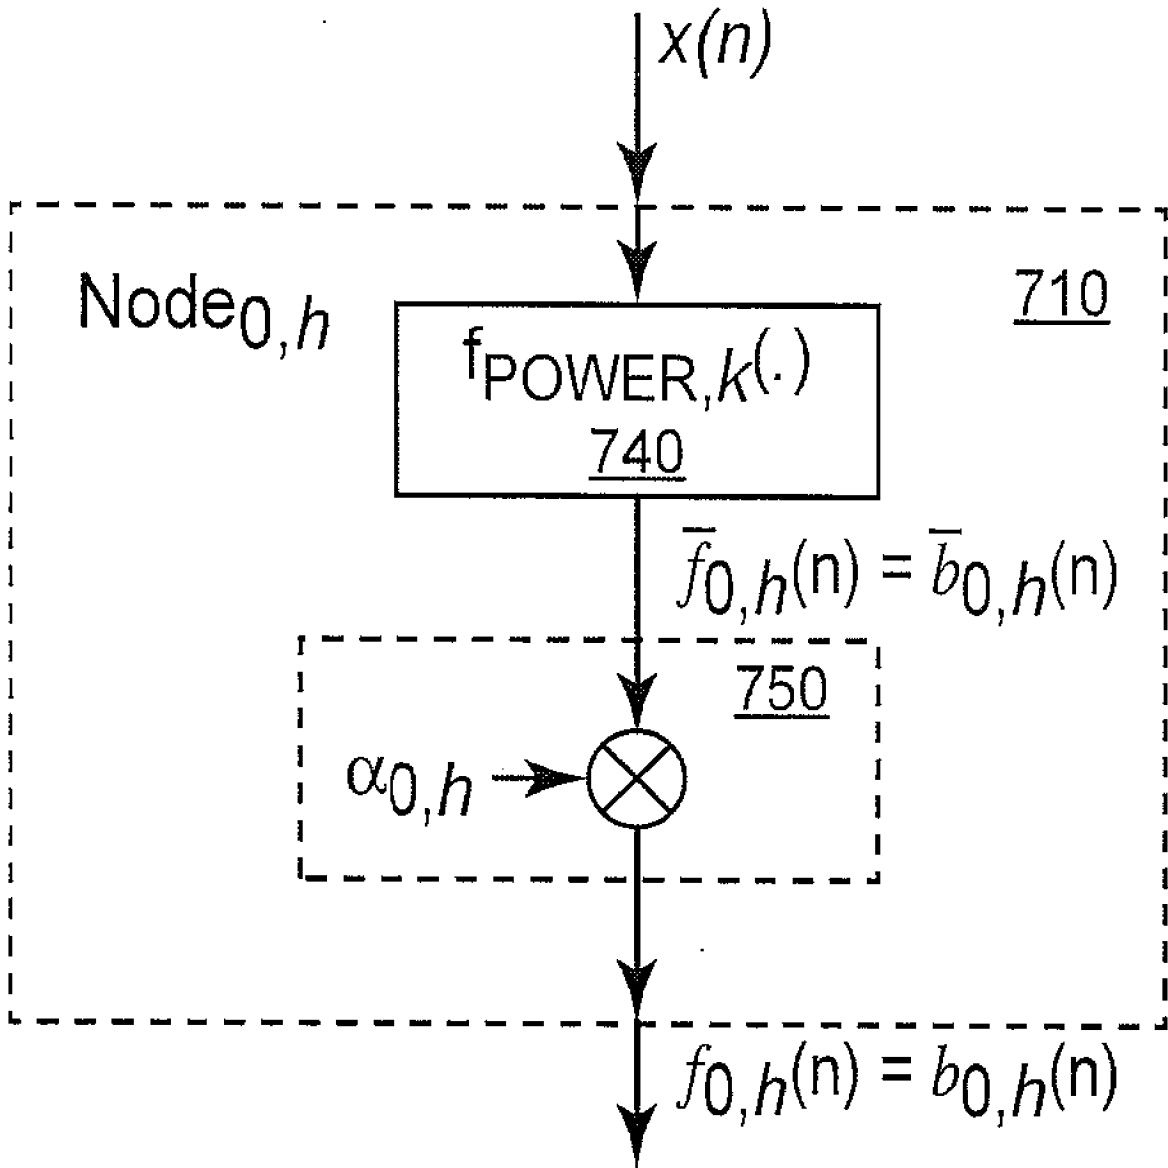 x(n)
Node0,h
710
fPOWER,k(.)
740
f̅0,h(n) = b̅0,h(n)
750
α0,h
f0,h(n) = b0,h(n)